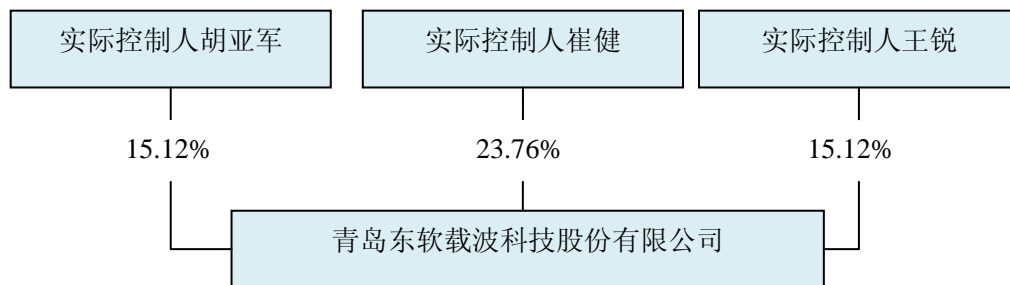 实际控制人胡亚军
实际控制人崔健
实际控制人王锐
15.12%
23.76%
15.12%
青岛东软载波科技股份有限公司